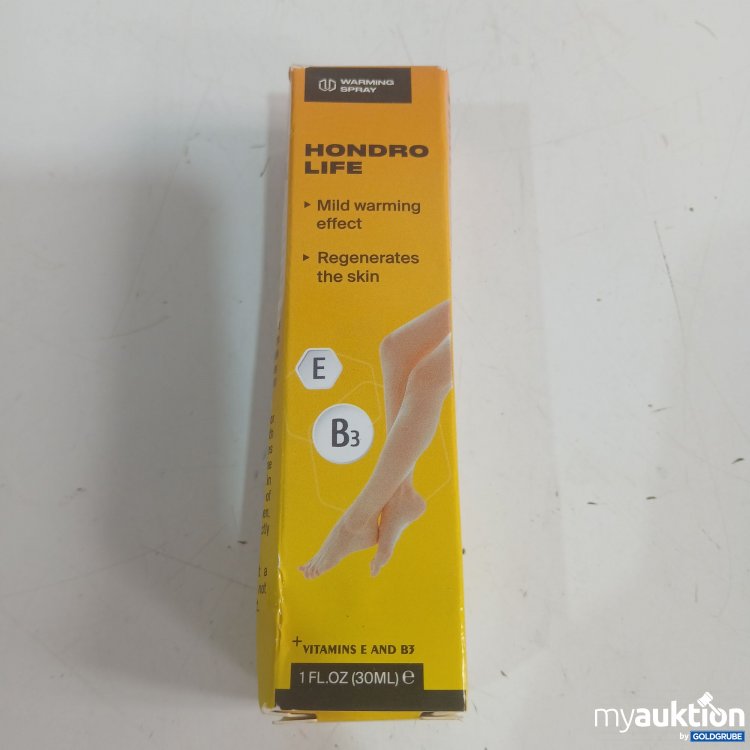 WARMING
SPRAY
HONDRO
LIFE
▸ Mild warming
effect
▸ Regenerates
the skin
E
B3
of
+VITAMINS E AND B3
1 FL.OZ (30ML) ℮
myauktion
by GOLDGRUBE